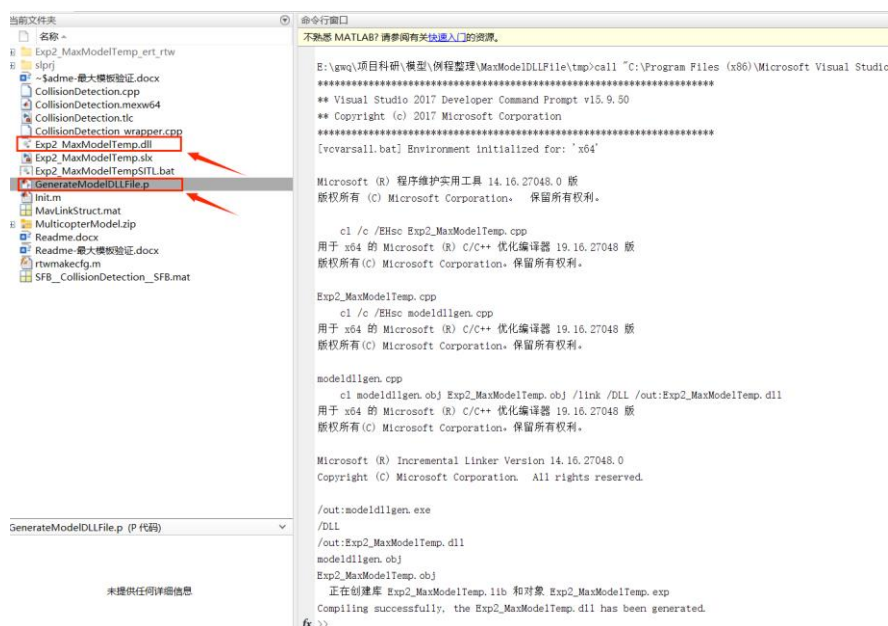 当前文件夹
名称
Exp2_MaxModelTemp_ert_rtw
slprj
~$adme-最大模板验证.docx
CollisionDetection.cpp
CollisionDetection.mexw64
CollisionDetection.tlc
CollisionDetection_wrapper.cpp
Exp2_MaxModelTemp.dll
Exp2_MaxModelTemp.slx
Exp2_MaxModelTempSITL.bat
GenerateModelDLLFile.p
Init.m
MavLinkStruct.mat
MulticopterModel.zip
Readme.docx
Readme-最大模板验证.docx
rtwmakecfg.m
SFB__CollisionDetection__SFB.mat
GenerateModelDLLFile.p (P 代码)
未提供任何详细信息
命令行窗口
不熟悉 MATLAB? 请参阅有关快速入门的资源。
E:\gwq\项目科研\模型\例程整理\MaxModelDLLFile\tmp>call "C:\Program Files (x86)\Microsoft Visual Studio
**********************************************************************
** Visual Studio 2017 Developer Command Prompt v15.9.50
** Copyright (c) 2017 Microsoft Corporation
**********************************************************************
[vcvarsall.bat] Environment initialized for: 'x64'
Microsoft (R) 程序维护实用工具 14.16.27048.0 版
版权所有 (C) Microsoft Corporation。 保留所有权利。
cl /c /EHsc Exp2_MaxModelTemp.cpp
用于 x64 的 Microsoft (R) C/C++ 优化编译器 19.16.27048 版
版权所有(C) Microsoft Corporation。保留所有权利。
Exp2_MaxModelTemp.cpp
cl /c /EHsc modeldllgen.cpp
用于 x64 的 Microsoft (R) C/C++ 优化编译器 19.16.27048 版
版权所有(C) Microsoft Corporation。保留所有权利。
modeldllgen.cpp
cl modeldllgen.obj Exp2_MaxModelTemp.obj /link /DLL /out:Exp2_MaxModelTemp.dll
用于 x64 的 Microsoft (R) C/C++ 优化编译器 19.16.27048 版
版权所有(C) Microsoft Corporation。保留所有权利。
Microsoft (R) Incremental Linker Version 14.16.27048.0
Copyright (C) Microsoft Corporation.  All rights reserved.
/out:modeldllgen.exe
/DLL
/out:Exp2_MaxModelTemp.dll
modeldllgen.obj
Exp2_MaxModelTemp.obj
正在创建库 Exp2_MaxModelTemp.lib 和对象 Exp2_MaxModelTemp.exp
Compiling successfully, the Exp2_MaxModelTemp.dll has been generated.
fx >>